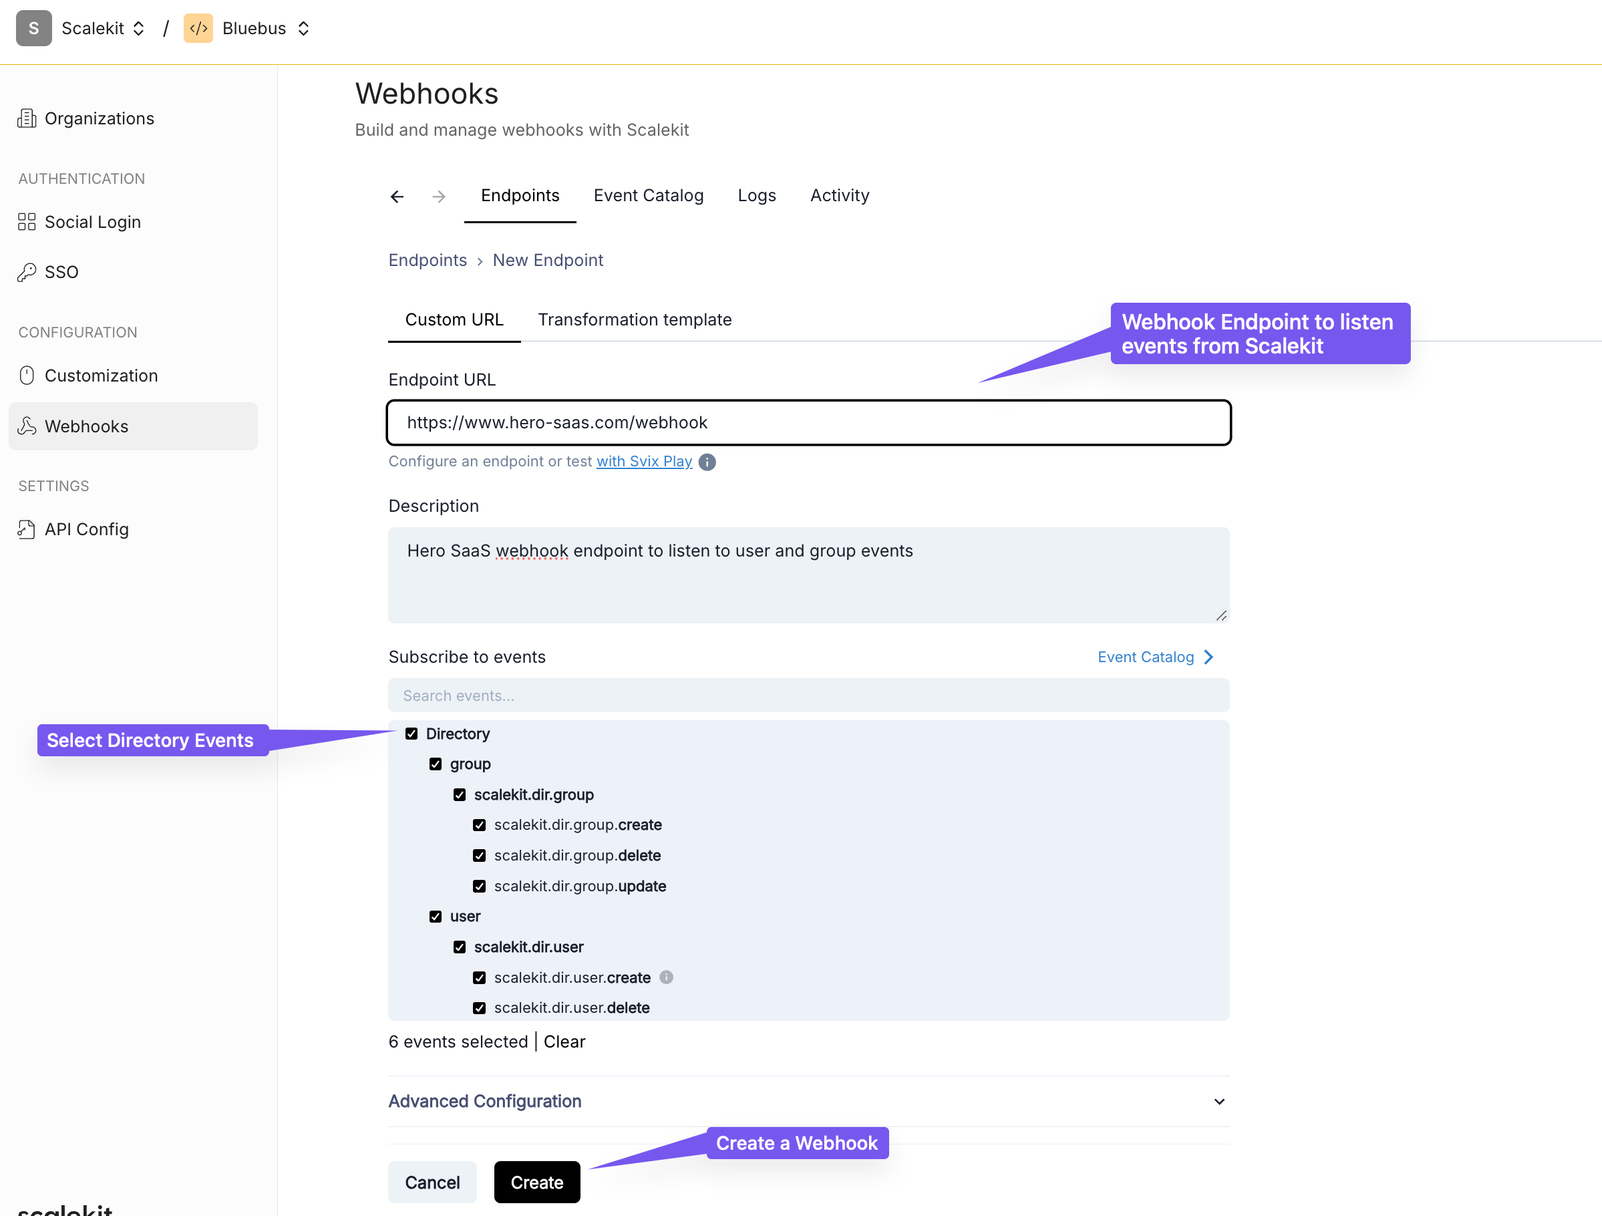 S Scalekit / </> Bluebus
Organizations
AUTHENTICATION
Social Login
SSO
CONFIGURATION
Customization
Webhooks
SETTINGS
API Config
scalekit
Webhooks
Build and manage webhooks with Scalekit
Endpoints Event Catalog Logs Activity
Endpoints › New Endpoint
Custom URL Transformation template
Webhook Endpoint to listen
events from Scalekit
Endpoint URL
https://www.hero-saas.com/webhook
Configure an endpoint or test with Svix Play
Description
Hero SaaS webhook endpoint to listen to user and group events
Subscribe to events Event Catalog
Search events...
Select Directory Events
Directory
group
scalekit.dir.group
scalekit.dir.group.create
scalekit.dir.group.delete
scalekit.dir.group.update
user
scalekit.dir.user
scalekit.dir.user.create
scalekit.dir.user.delete
6 events selected | Clear
Advanced Configuration
Create a Webhook
Cancel Create